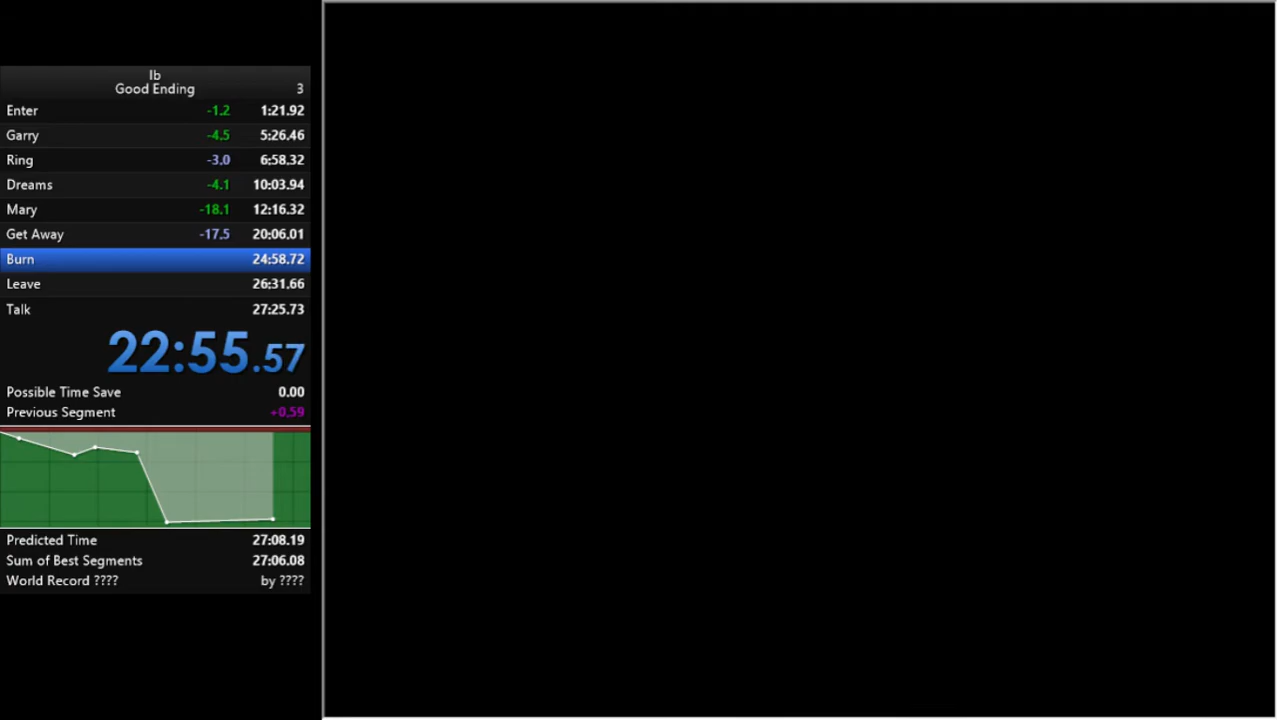 Ib
Good Ending 3
Enter -1.2 1:21.92
Garry -4.5 5:26.46
Ring -3.0 6:58.32
Dreams -4.1 10:03.94
Mary -18.1 12:16.32
Get Away -17.5 20:06.01
Burn 24:58.72
Leave 26:31.66
Talk 27:25.73
22:55.57
Possible Time Save 0.00
Previous Segment +0.59
Predicted Time 27:08.19
Sum of Best Segments 27:06.08
World Record ???? by ????